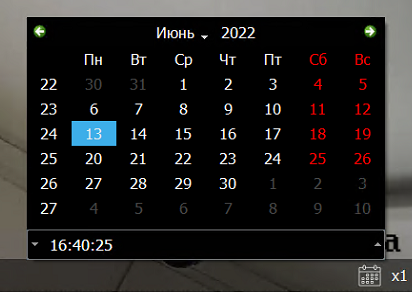 Июнь 2022
Пн Вт Ср Чт Пт Сб Вс
22 30 31 1 2 3 4 5
23 6 7 8 9 10 11 12
24 13 14 15 16 17 18 19
25 20 21 22 23 24 25 26
26 27 28 29 30 1 2 3
27 4 5 6 7 8 9 10
16:40:25
а
x1